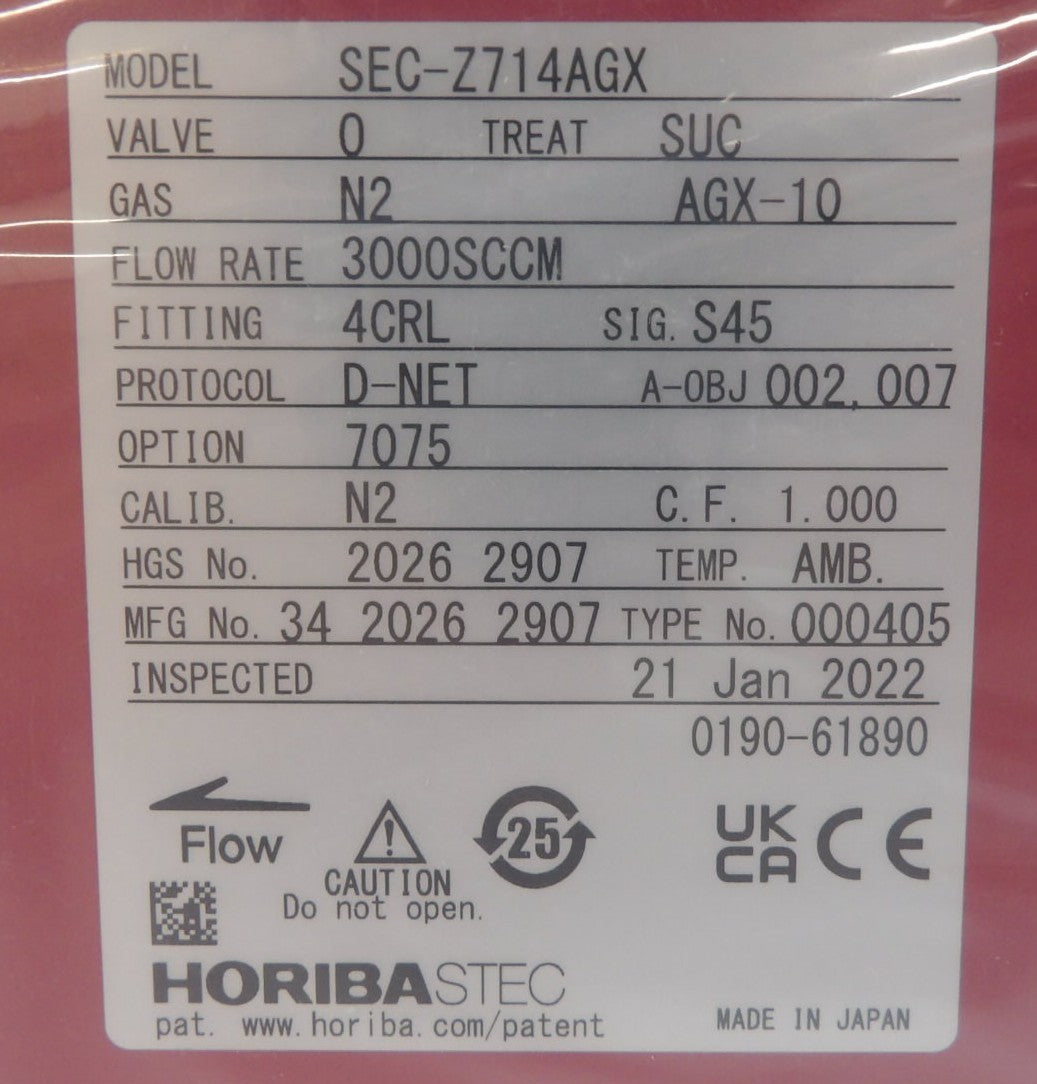 MODEL SEC-Z714AGX
VALVE O TREAT SUC
GAS N2 AGX-10
FLOW RATE 3000SCCM
FITTING 4CRL SIG. S45
PROTOCOL D-NET A-OBJ 002,007
OPTION 7075
CALIB. N2 C.F. 1.000
HGS No. 2026 2907 TEMP. AMB.
MFG No. 34 2026 2907 TYPE No. 000405
INSPECTED 21 Jan 2022
0190-61890
Flow
25
UK
CA
CE
CAUTION
Do not open.
HORIBASTEC
pat. www.horiba.com/patent
MADE IN JAPAN